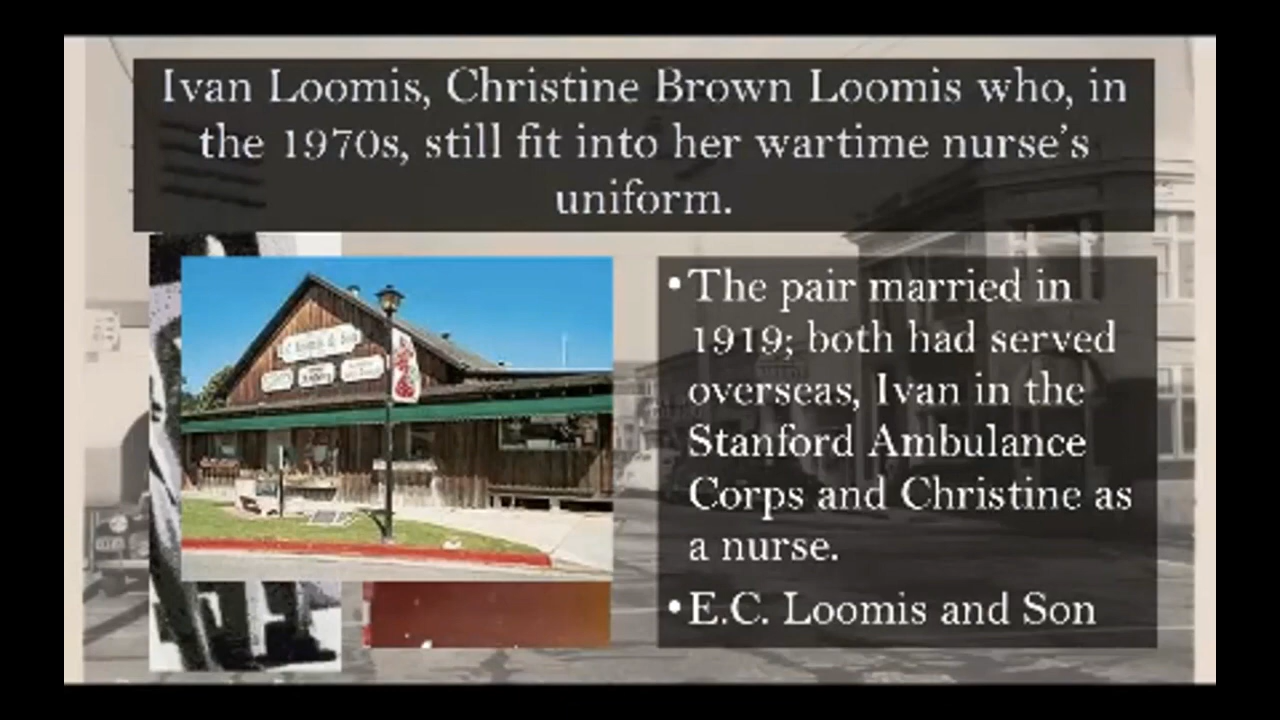 Ivan Loomis, Christine Brown Loomis who, in
the 1970s, still fit into her wartime nurse’s
uniform.
•The pair married in
1919; both had served
overseas, Ivan in the
Stanford Ambulance
Corps and Christine as
a nurse.
•E.C. Loomis and Son